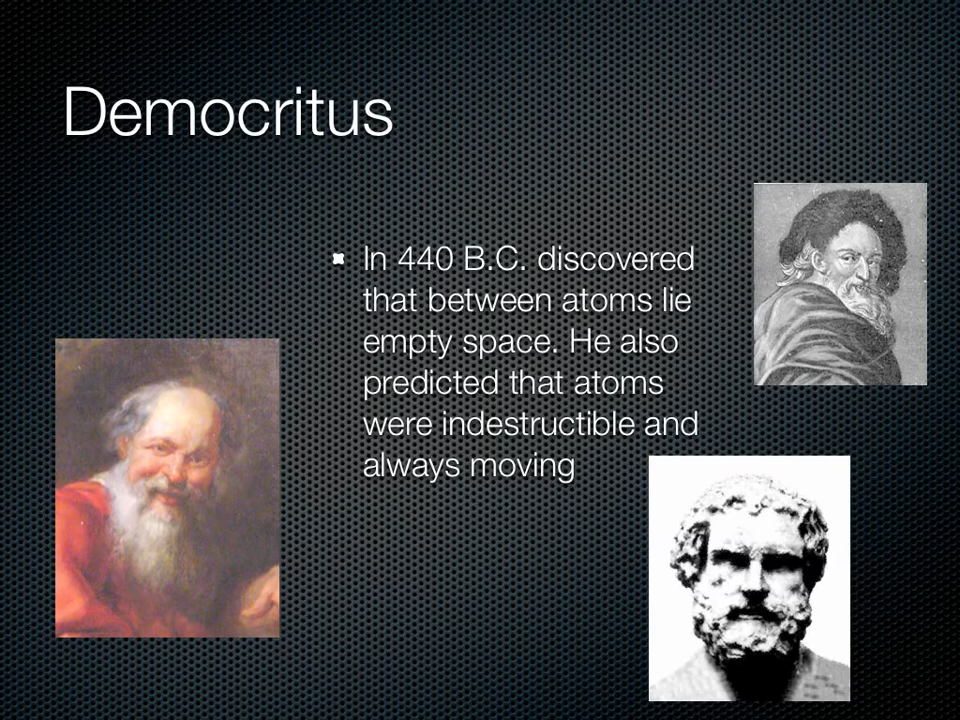 Democritus
In 440 B.C. discovered
that between atoms lie
empty space. He also
predicted that atoms
were indestructible and
always moving